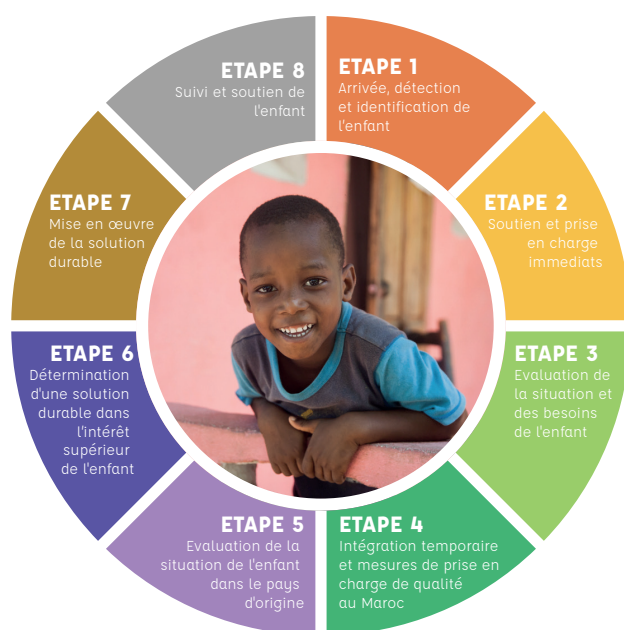 ETAPE 1
Arrivée, détection
et identification de
l'enfant
ETAPE 2
Soutien et prise
en charge
immediats
ETAPE 3
Evaluation de
la situation et
des besoins
de l'enfant
ETAPE 4
Intégration temporaire
et mesures de prise en
charge de qualité
au Maroc
ETAPE 5
Evaluation de la
situation de l'enfant
dans le pays
d'origine
ETAPE 6
Détermination
d'une solution
durable dans
l'intérêt
supérieur
de l'enfant
ETAPE 7
Mise en œuvre
de la solution
durable
ETAPE 8
Suivi et soutien de
l'enfant